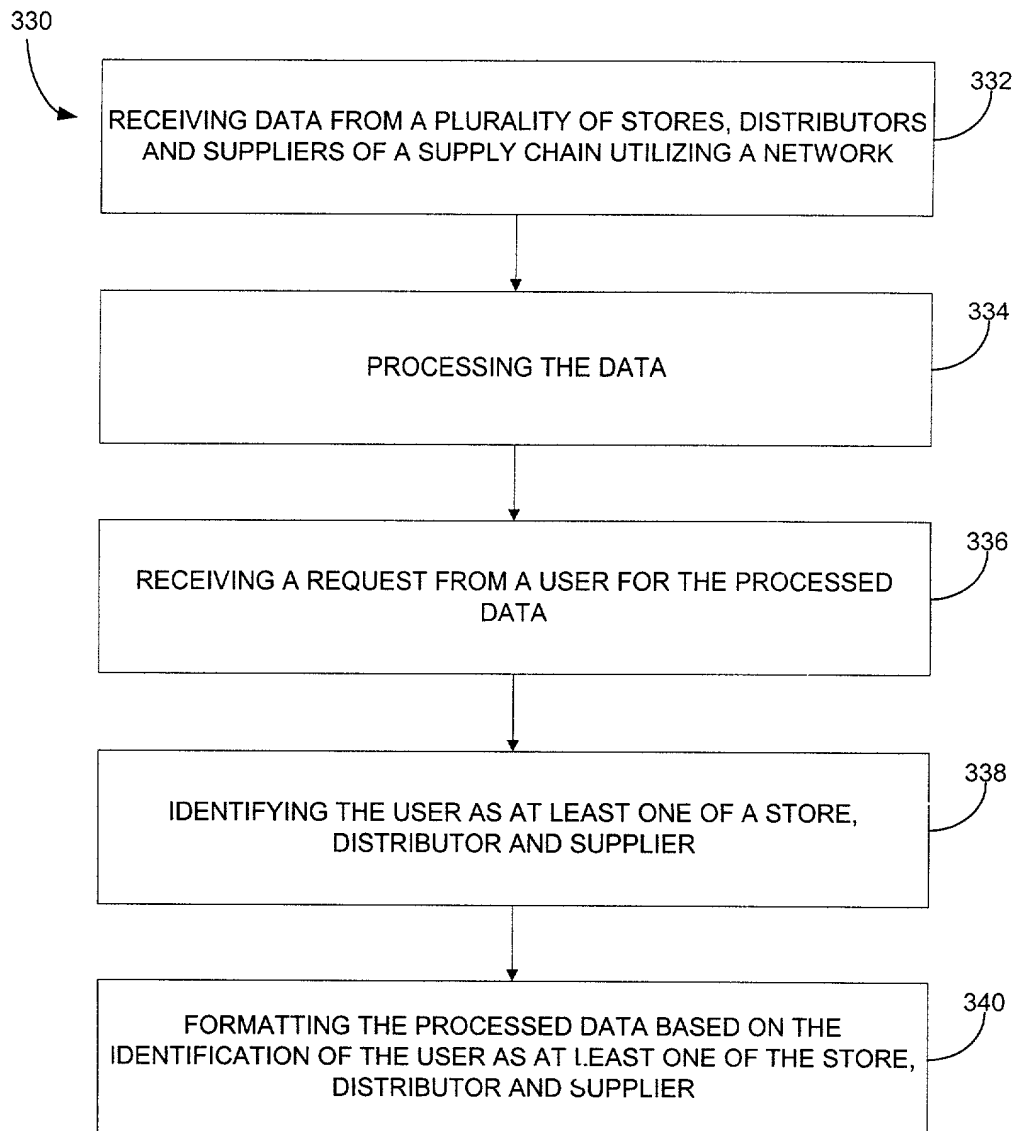 330
332
RECEIVING DATA FROM A PLURALITY OF STORES, DISTRIBUTORS
AND SUPPLIERS OF A SUPPLY CHAIN UTILIZING A NETWORK
334
PROCESSING THE DATA
336
RECEIVING A REQUEST FROM A USER FOR THE PROCESSED
DATA
338
IDENTIFYING THE USER AS AT LEAST ONE OF A STORE,
DISTRIBUTOR AND SUPPLIER
340
FORMATTING THE PROCESSED DATA BASED ON THE
IDENTIFICATION OF THE USER AS AT LEAST ONE OF THE STORE,
DISTRIBUTOR AND SUPPLIER